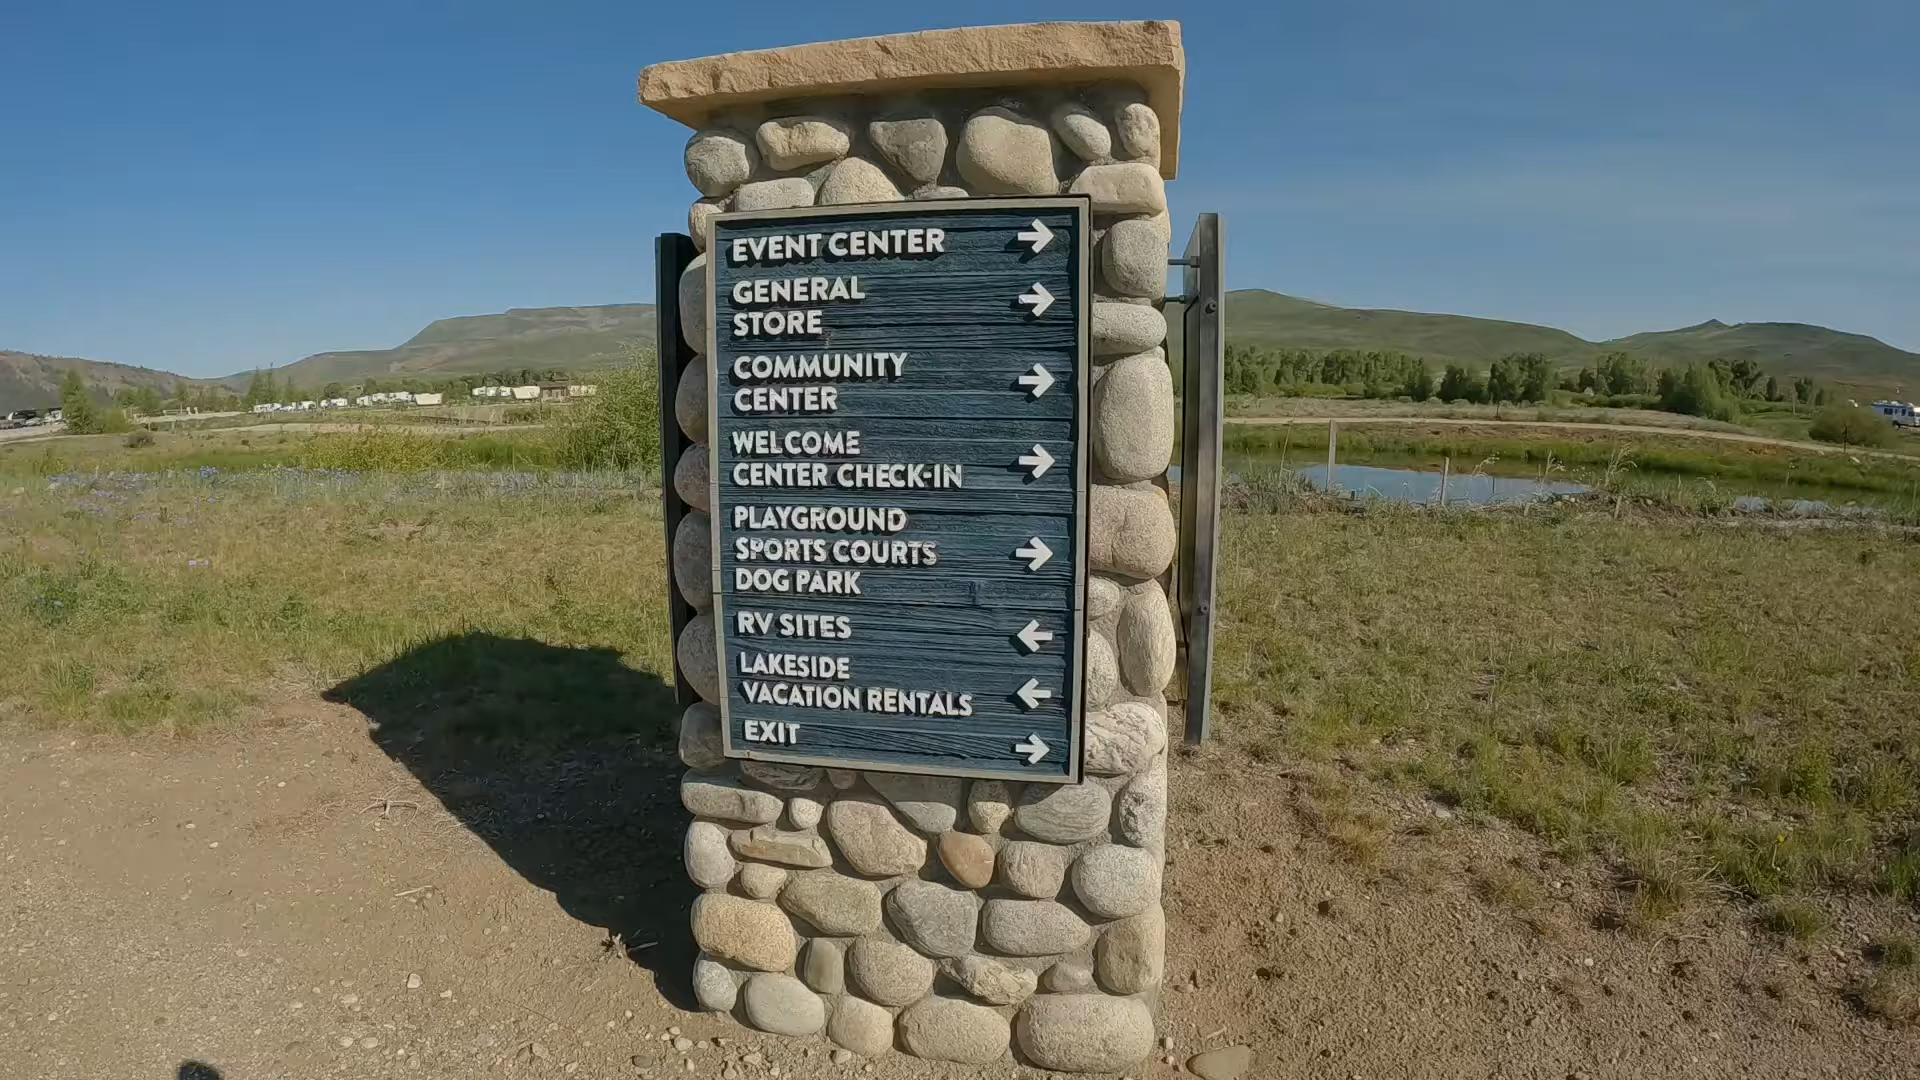 EVENT CENTER →
GENERAL →
STORE
COMMUNITY
CENTER →
WELCOME
CENTER CHECK-IN →
PLAYGROUND
SPORTS COURTS →
DOG PARK
RV SITES ←
LAKESIDE
VACATION RENTALS ←
EXIT →